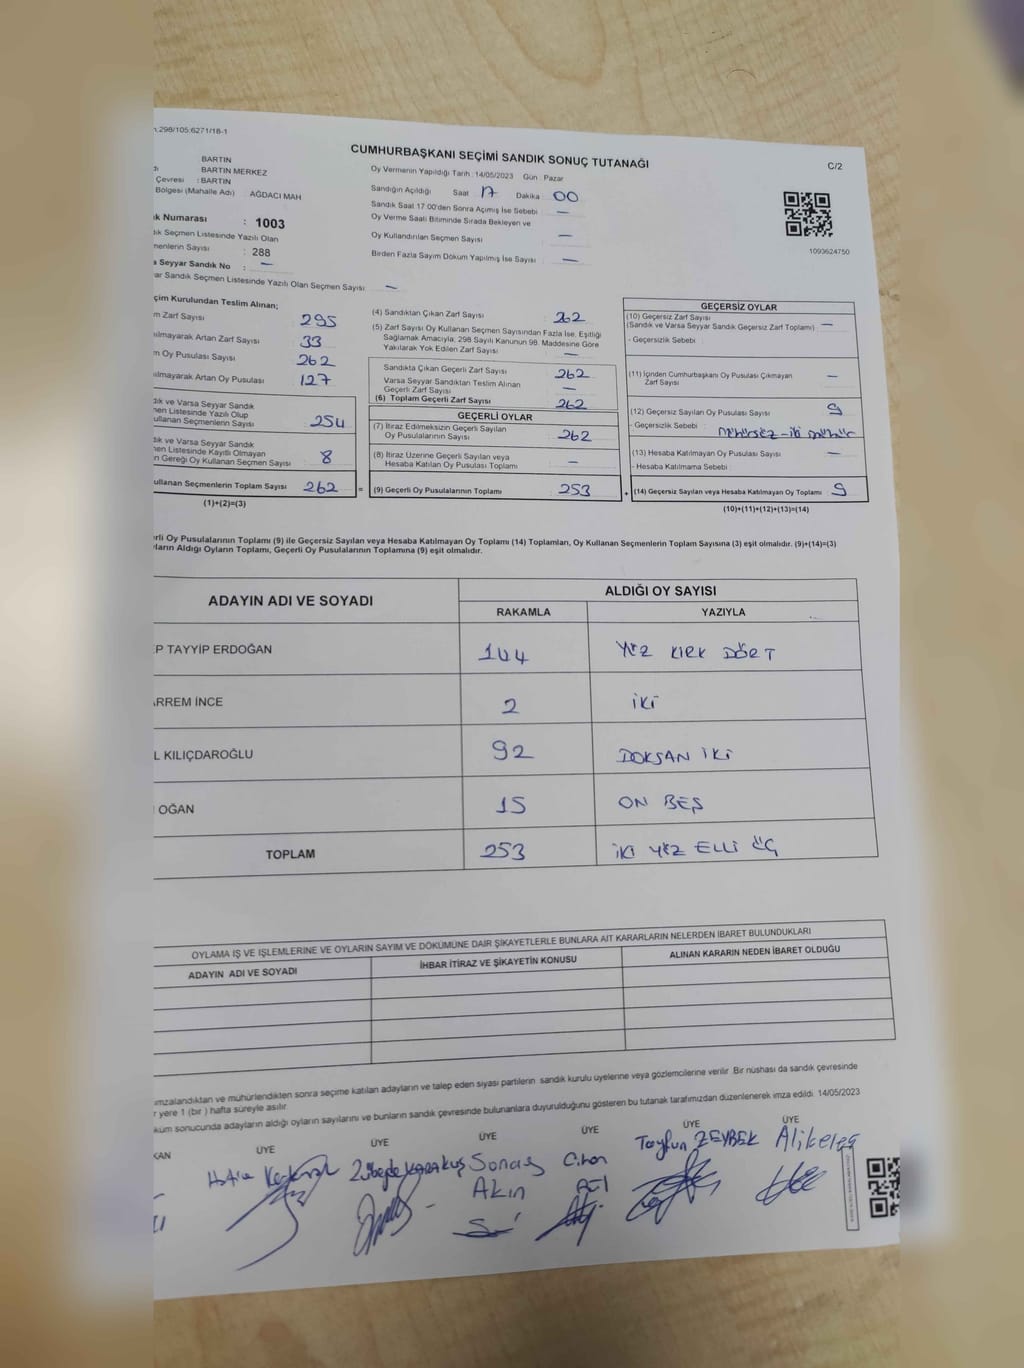 n.298/105:6271/18-1
CUMHURBAŞKANI SEÇİMİ SANDIK SONUÇ TUTANAĞI
C/2
BARTIN
BARTIN MERKEZ
Çevresi : BARTIN
Bölgesi (Mahalle Adı) : AĞDACI MAH
Oy Vermenin Yapıldığı Tarih : 14/05/2023 Gün : Pazar
Sandığın Açıldığı Saat 17 Dakika : 00
Sandık Saat 17:00'den Sonra Açımış İse Sebebi : —
Oy Verme Saati Bitiminde Sırada Bekleyen ve
Oy Kullandırılan Seçmen Sayısı : —
Birden Fazla Sayım Döküm Yapılmış İse Sayısı : —
1093624750
k Numarası : 1003
Seçmen Listesinde Yazılı Olan
menlerin Sayısı : 288
a Seyyar Sandık No : —
ar Sandık Seçmen Listesinde Yazılı Olan Seçmen Sayısı : —
çim Kurulundan Teslim Alınan;
m Zarf Sayısı 295
ılmayarak Artan Zarf Sayısı 33
m Oy Pusulası Sayısı 262
ılmayarak Artan Oy Pusulası 127
dık ve Varsa Seyyar Sandık
men Listesinde Yazılı Olup
ullanan Seçmenlerin Sayısı 254
dık ve Varsa Seyyar Sandık
men Listesinde Kayıtlı Olmayan
n Gereği Oy Kullanan Seçmen Sayısı 8
ullanan Seçmenlerin Toplam Sayısı 262 =
(1)+(2)=(3)
(4) Sandıktan Çıkan Zarf Sayısı : 262
(5) Zarf Sayısı Oy Kullanan Seçmen Sayısından Fazla İse, Eşitliği
Sağlamak Amacıyla; 298 Sayılı Kanunun 98. Maddesine Göre
Yakılarak Yok Edilen Zarf Sayısı : —
Sandıkta Çıkan Geçerli Zarf Sayısı 262
Varsa Seyyar Sandıktan Teslim Alınan
Geçerli Zarf Sayısı —
(6) Toplam Geçerli Zarf Sayısı 262
GEÇERLİ OYLAR
(7) İtiraz Edilmeksizin Geçerli Sayılan
Oy Pusulalarının Sayısı : 262
(8) İtiraz Üzerine Geçerli Sayılan veya
Hesaba Katılan Oy Pusulası Toplamı : —
(9) Geçerli Oy Pusulalarının Toplamı 253 +
GEÇERSİZ OYLAR
(10) Geçersiz Zarf Sayısı
(Sandık ve Varsa Seyyar Sandık Geçersiz Zarf Toplamı) : —
- Geçersizlik Sebebi :
(11) İçinden Cumhurbaşkanı Oy Pusulası Çıkmayan
Zarf Sayısı —
(12) Geçersiz Sayılan Oy Pusulası Sayısı : 9
- Geçersizlik Sebebi : MÜHÜRSÜZ - İKİ MÜHÜR
(13) Hesaba Katılmayan Oy Pusulası Sayısı : —
- Hesaba Katılmama Sebebi :
(14) Geçersiz Sayılan veya Hesaba Katılmayan Oy Toplamı : 9
(10)+(11)+(12)+(13)=(14)
rli Oy Pusulalarının Toplamı (9) ile Geçersiz Sayılan veya Hesaba Katılmayan Oy Toplamı (14) Toplamları, Oy Kullanan Seçmenlerin Toplam Sayısına (3) eşit olmalıdır. (9)+(14)=(3)
ların Aldığı Oyların Toplamı, Geçerli Oy Pusulalarının Toplamına (9) eşit olmalıdır.
ADAYIN ADI VE SOYADI ALDIĞI OY SAYISI
RAKAMLA YAZIYLA
P TAYYİP ERDOĞAN 144 YÜZ KIRK DÖRT
RREM İNCE 2 İKİ
L KILIÇDAROĞLU 92 DOKSAN İKİ
OĞAN 15 ON BEŞ
TOPLAM 253 İKİ YÜZ ELLİ ÜÇ
OYLAMA İŞ VE İŞLEMLERİNE VE OYLARIN SAYIM VE DÖKÜMÜNE DAİR ŞİKAYETLERLE BUNLARA AİT KARARLARIN NELERDEN İBARET BULUNDUKLARI
ADAYIN ADI VE SOYADI İHBAR İTİRAZ VE ŞİKAYETİN KONUSU ALINAN KARARIN NEDEN İBARET OLDUĞU
imzalandıktan ve mühürlendikten sonra seçime katılan adayların ve talep eden siyasi partilerin sandık kurulu üyelerine veya gözlemcilerine verilir. Bir nüshası da sandık çevresinde
r yere 1 (bir ) hafta süreyle asılır.
küm sonucunda adayların aldığı oyların sayılarını ve bunların sandık çevresinde bulunanlara duyurulduğunu gösteren bu tutanak tarafımızdan düzenlenerek imza edildi. 14/05/2023
KAN ÜYE ÜYE ÜYE ÜYE ÜYE ÜYE
Zübeyde Karakuş Sonay Akın Cihan Tayfun ZEYBEK Ali keleş